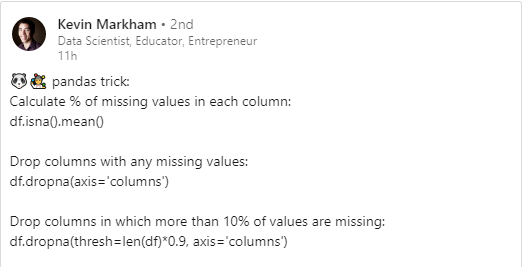 Kevin Markham • 2nd
Data Scientist, Educator, Entrepreneur
11h
🐼🤹‍♂️ pandas trick:
Calculate % of missing values in each column:
df.isna().mean()
Drop columns with any missing values:
df.dropna(axis='columns')
Drop columns in which more than 10% of values are missing:
df.dropna(thresh=len(df)*0.9, axis='columns')